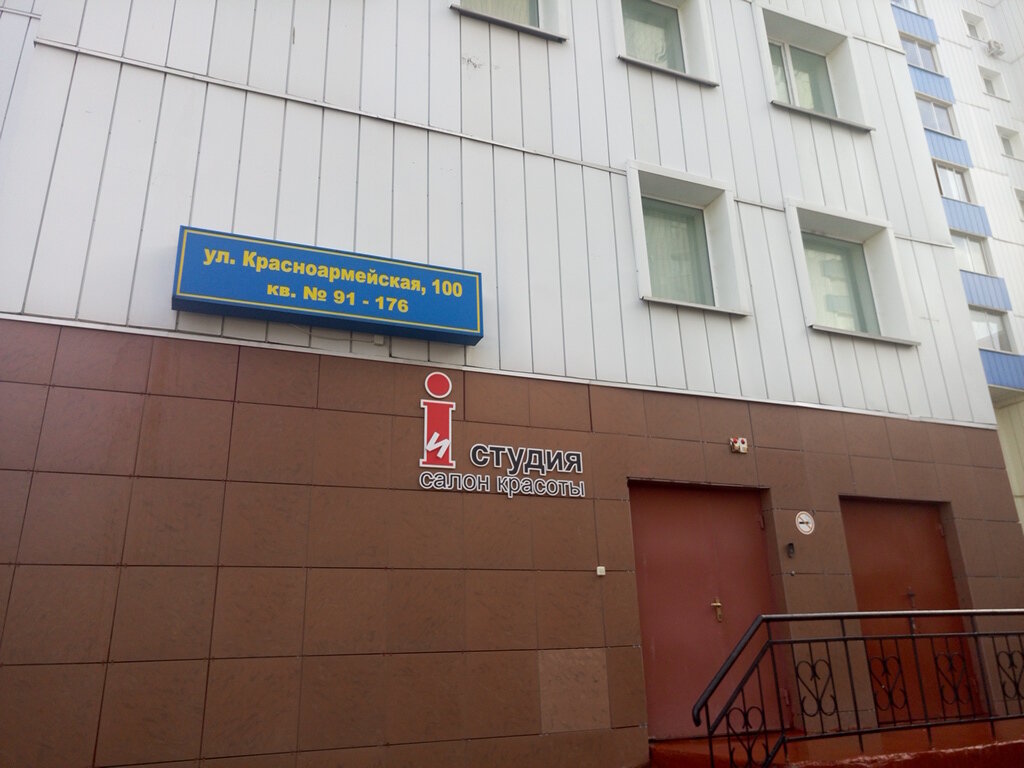 ул. Красноармейская, 100
кв. № 91 - 176
i
и
студия
салон красоты